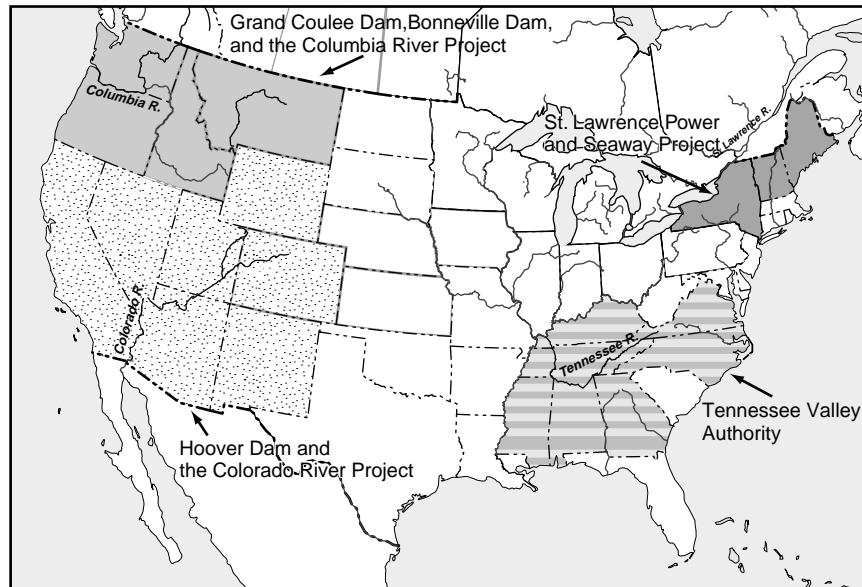 Grand Coulee Dam,Bonneville Dam,
and the Columbia River Project
Columbia R.
St. Lawrence R.
St. Lawrence Power
and Seaway Project
Colorado R.
Tennessee R.
Tennessee Valley
Authority
Hoover Dam and
the Colorado River Project